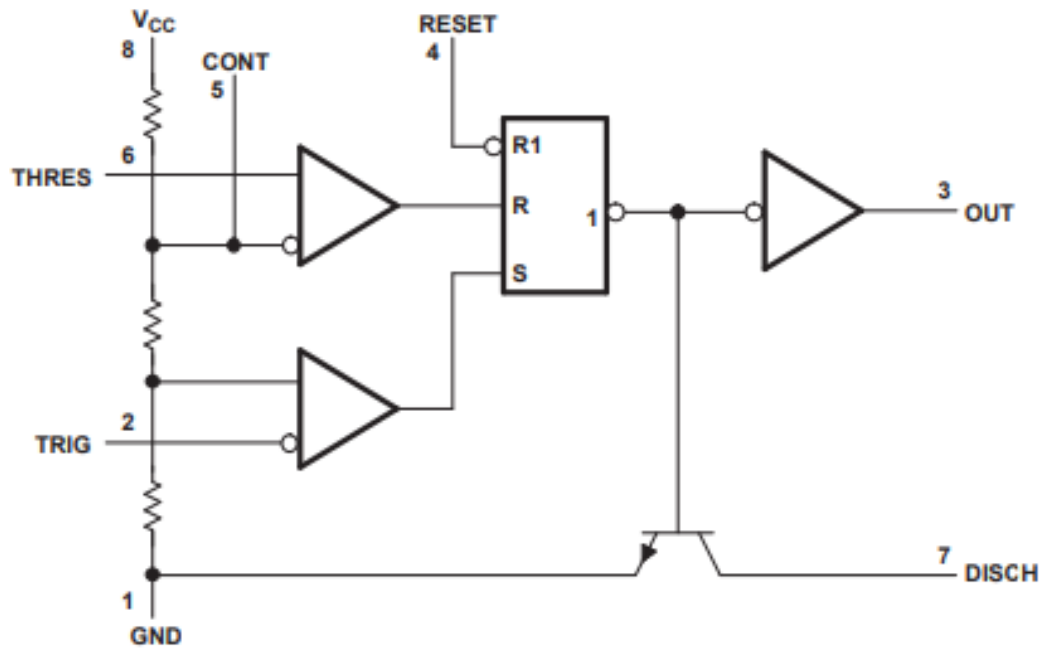 VCC
8
RESET
4
CONT
5
6
THRES
R1
R
1
3
OUT
S
2
TRIG
7
DISCH
1
GND